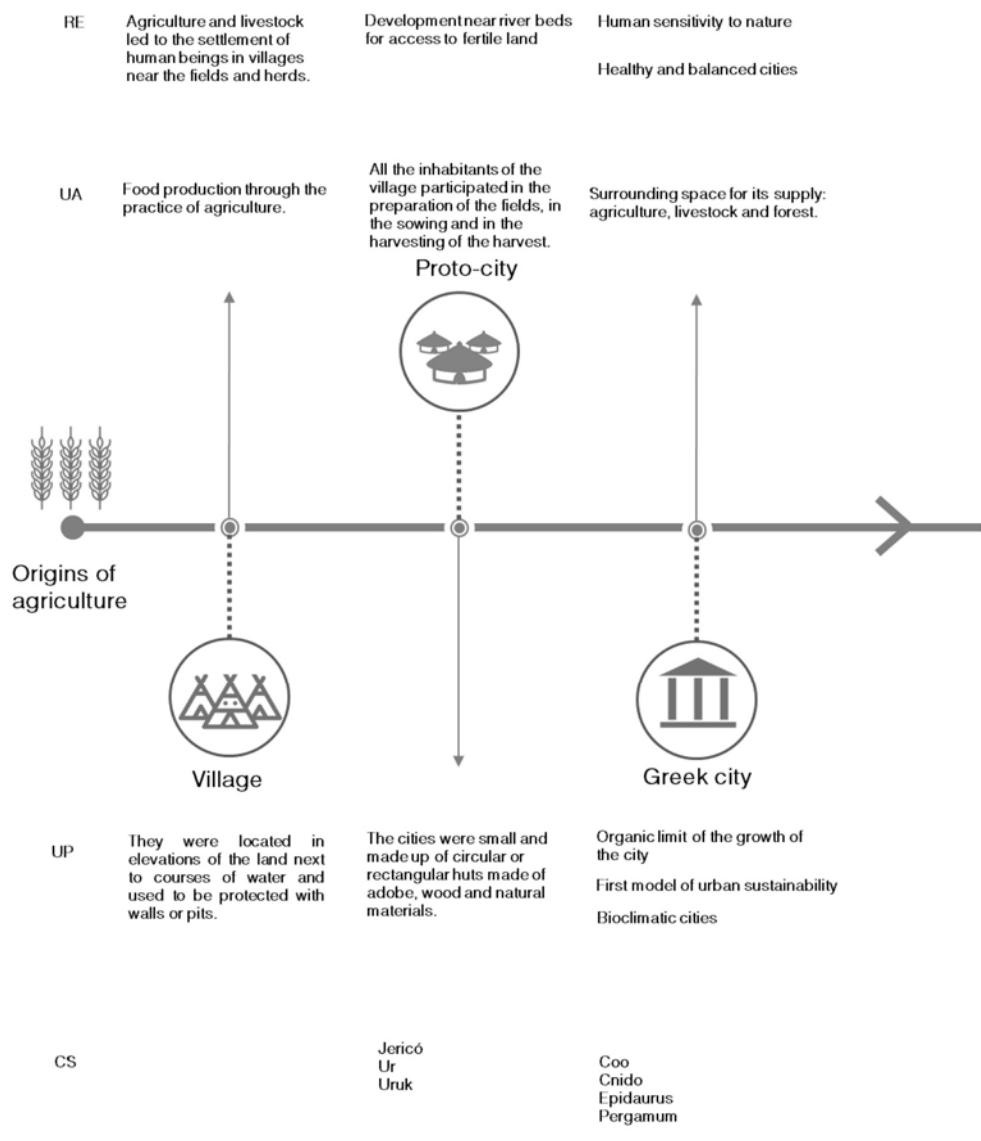 RE
Agriculture and livestock
led to the settlement of
human beings in villages
near the fields and herds.
Development near river beds
for access to fertile land
Human sensitivity to nature
Healthy and balanced cities
UA
Food production through the
practice of agriculture.
All the inhabitants of the
village participated in the
preparation of the fields, in
the sowing and in the
harvesting of the harvest.
Surrounding space for its supply:
agriculture, livestock and forest.
Proto-city
Origins of
agriculture
Village
Greek city
UP
They were located in
elevations of the land next
to courses of water and
used to be protected with
walls or pits.
The cities were small and
made up of circular or
rectangular huts made of
adobe, wood and natural
materials.
Organic limit of the growth of
the city
First model of urban sustainability
Bioclimatic cities
CS
Jericó
Ur
Uruk
Coo
Cnido
Epidaurus
Pergamum